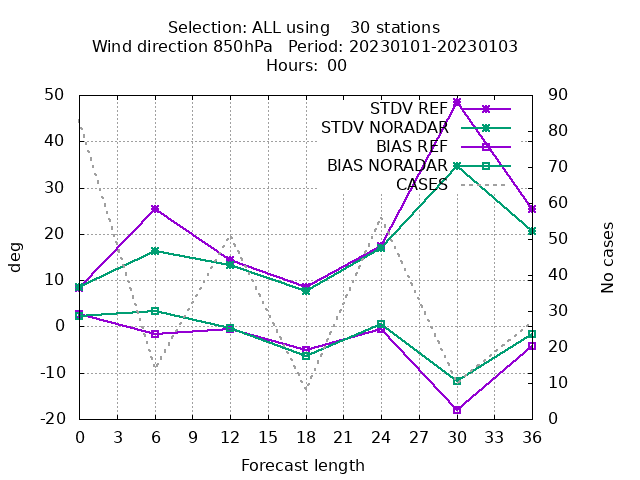 Selection: ALL using    30 stations
Wind direction 850hPa   Period: 20230101-20230103
Hours: 00
50
40
30
20
10
0
-10
-20
deg
90
80
70
60
50
40
30
20
10
0
No cases
STDV REF
STDV NORADAR
BIAS REF
BIAS NORADAR
CASES
0 3 6 9 12 15 18 21 24 27 30 33 36
Forecast length